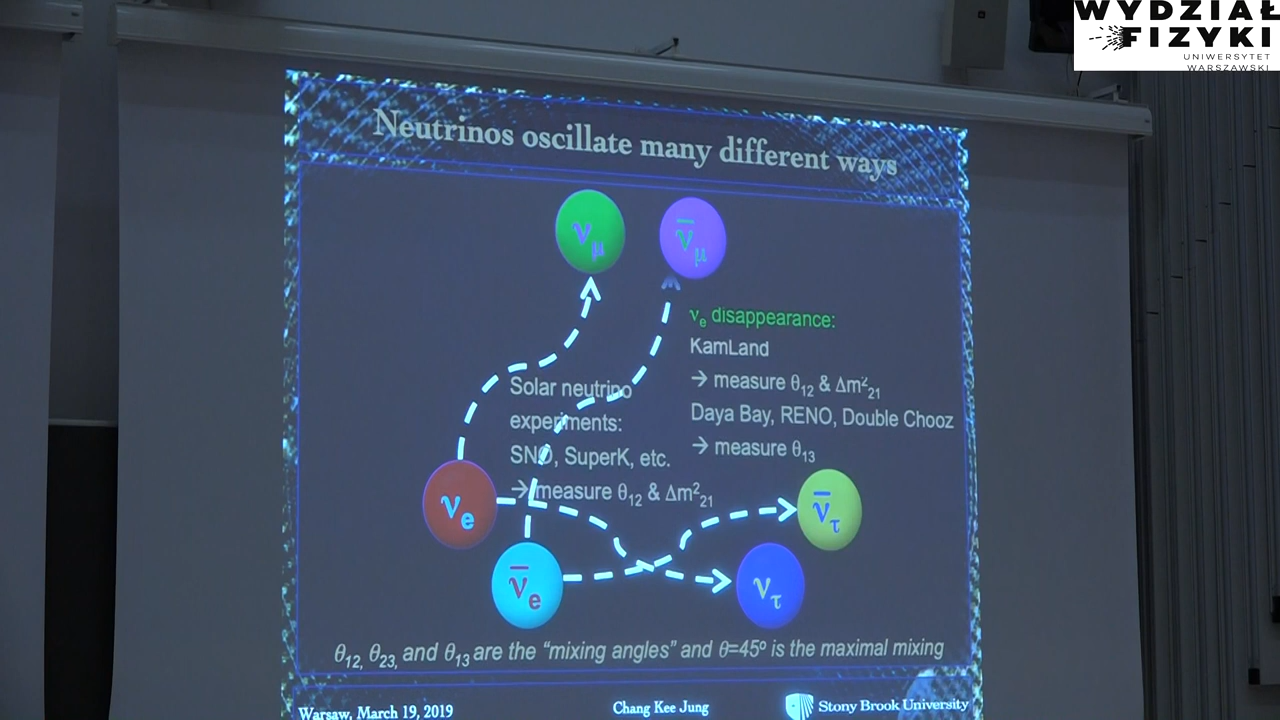 WYDZIAŁ
FIZYKI
UNIWERSYTET
WARSZAWSKI
Neutrinos oscillate many different ways
νμ
ν̅μ
νe disappearance:
KamLand
→ measure θ12 & Δm²21
Daya Bay, RENO, Double Chooz
→ measure θ13
Solar neutrino
experiments:
SNO, SuperK, etc.
→ measure θ12 & Δm²21
νe
ν̅τ
ν̅e
ντ
θ12, θ23, and θ13 are the “mixing angles” and θ=45º is the maximal mixing
Warsaw, March 19, 2019
Chang Kee Jung
Stony Brook University